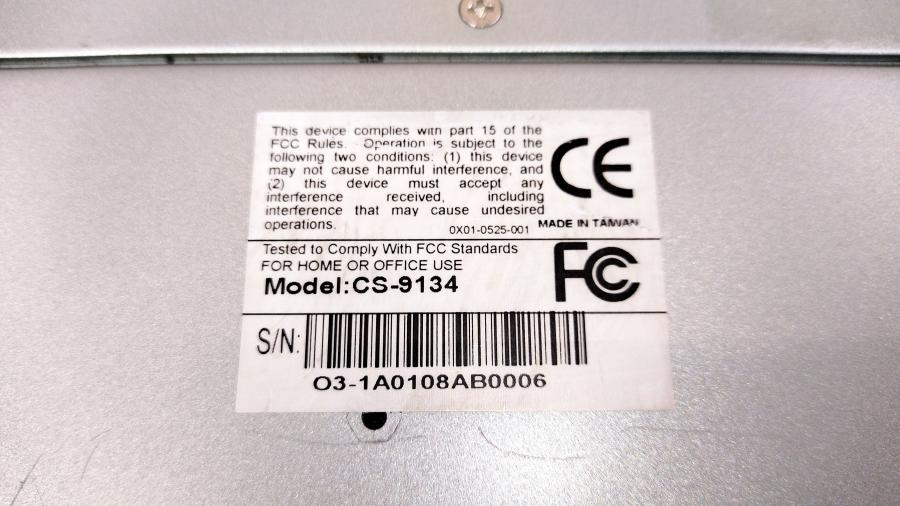 This device complies with part 15 of the
FCC Rules. Operation is subject to the
following two conditions: (1) this device
may not cause harmful interference, and
(2) this device must accept any
interference received, including
interference that may cause undesired
operations.
0X01-0525-001
CE
MADE IN TAIWAN
Tested to Comply With FCC Standards
FOR HOME OR OFFICE USE
Model:CS-9134
FC
S/N:
O3-1A0108AB0006